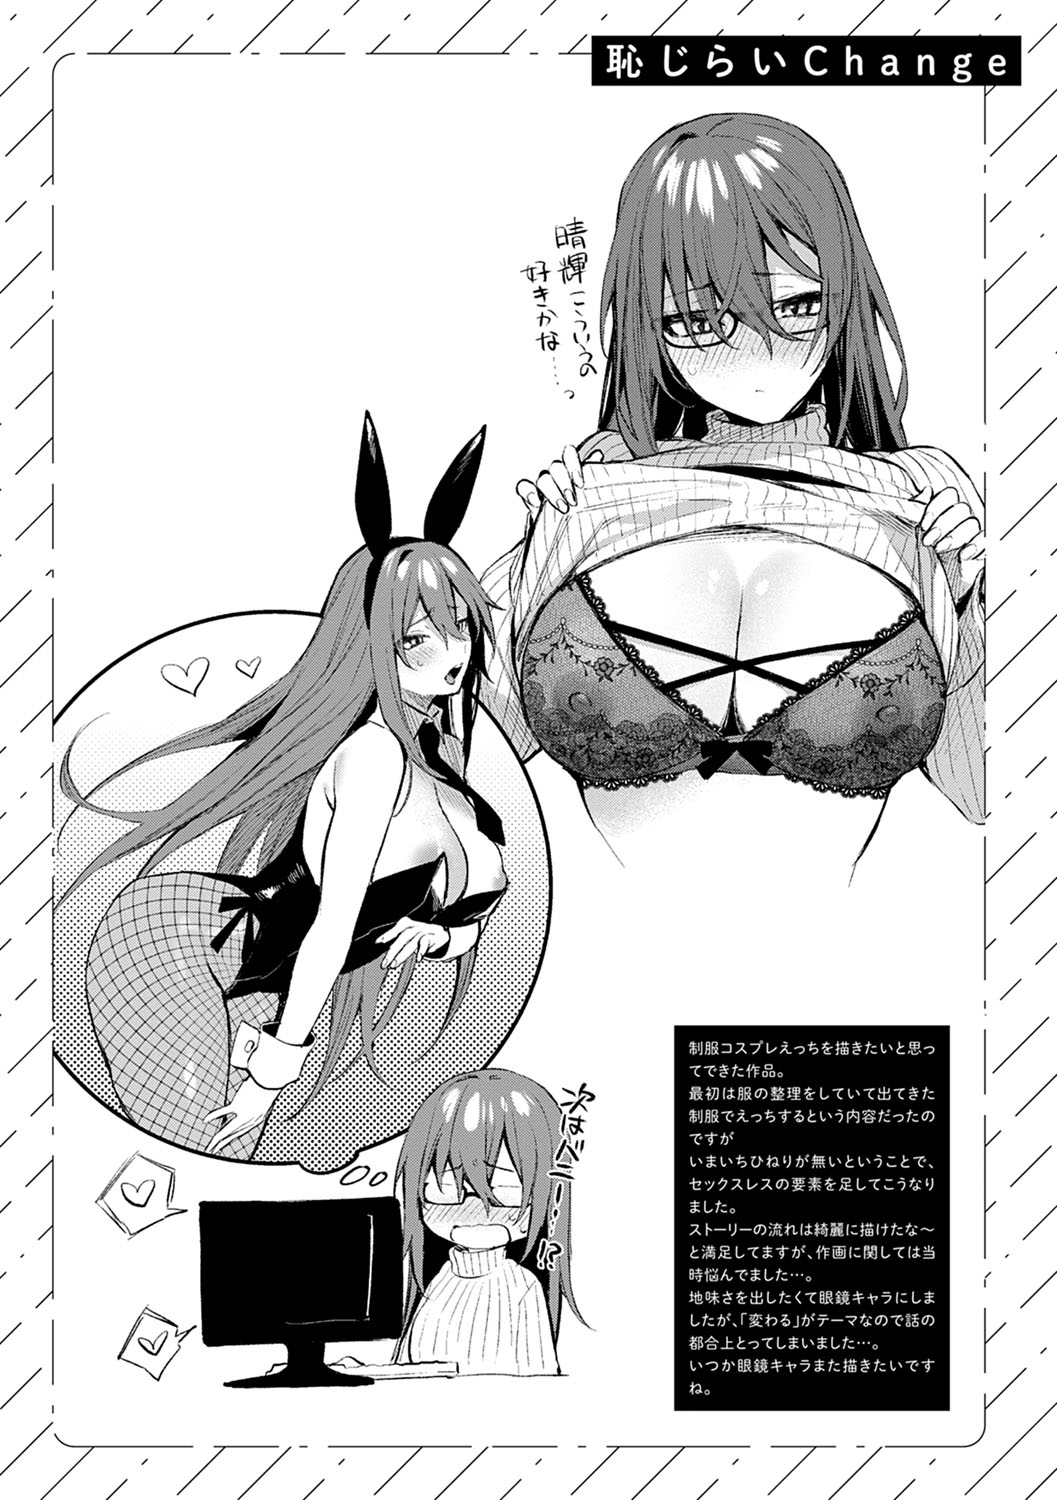 恥じらいChange
晴輝こういうの
好きかな……っ
次はバニー…!?
制服コスプレえっちを描きたいと思っ
てできた作品。
最初は服の整理をしていて出てきた
制服でえっちするという内容だったの
ですが
いまいちひねりが無いということで、
セックスレスの要素を足してこうなり
ました。
ストーリーの流れは綺麗に描けたな〜
と満足してますが、作画に関しては当
時悩んでました…。
地味さを出したくて眼鏡キャラにしま
したが、「変わる」がテーマなので話の
都合上とってしまいました…。
いつか眼鏡キャラまた描きたいです
ね。